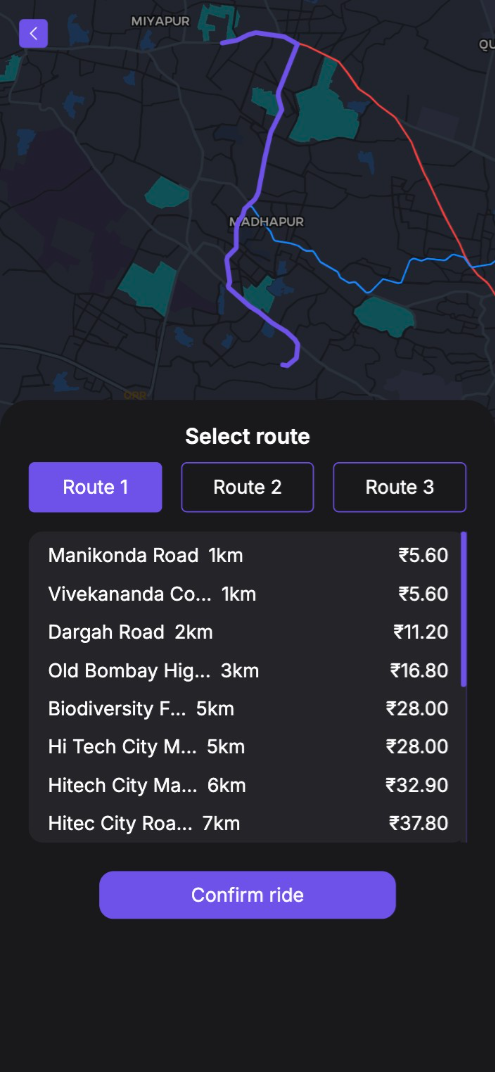 MIYAPUR
QU
MADHAPUR
ORR
Select route
Route 1 Route 2 Route 3
Manikonda Road 1km ₹5.60
Vivekananda Co... 1km ₹5.60
Dargah Road 2km ₹11.20
Old Bombay Hig... 3km ₹16.80
Biodiversity F... 5km ₹28.00
Hi Tech City M... 5km ₹28.00
Hitech City Ma... 6km ₹32.90
Hitec City Roa... 7km ₹37.80
Confirm ride